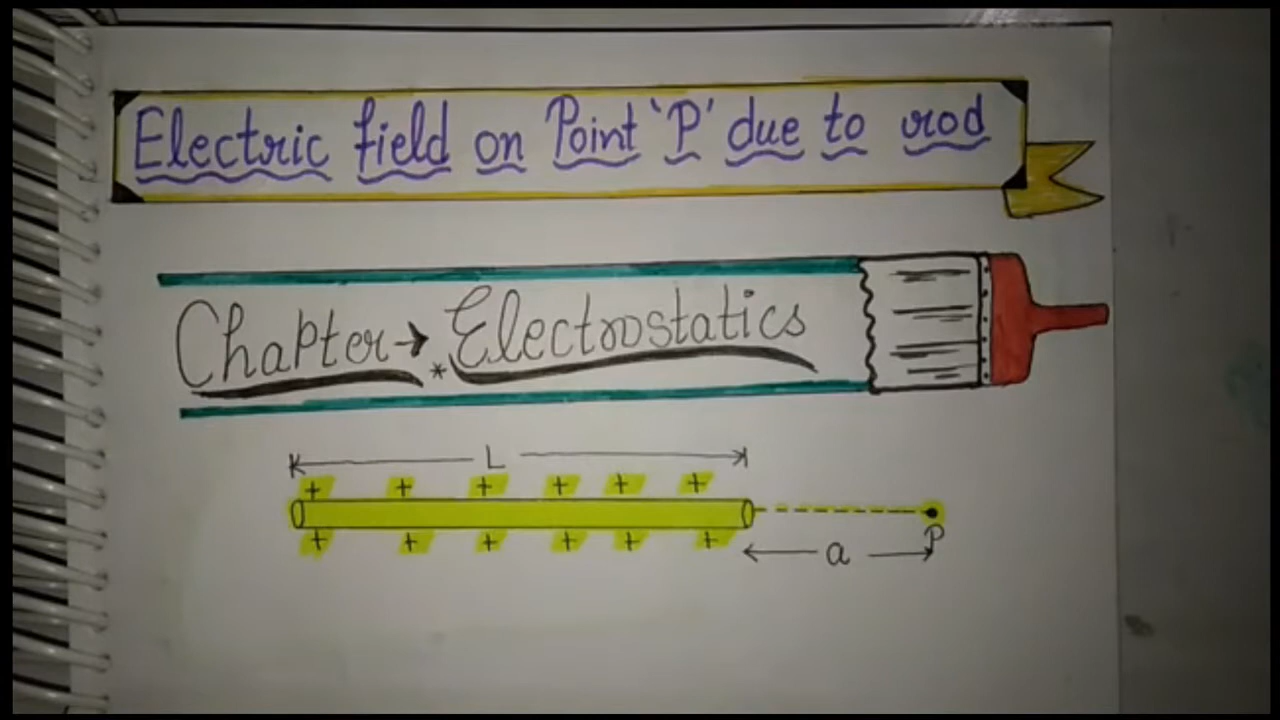 Electric field on Point 'P' due to rod
Chapter → * Electrostatics
L
+ + + + + +
+ + + + + +
P
a